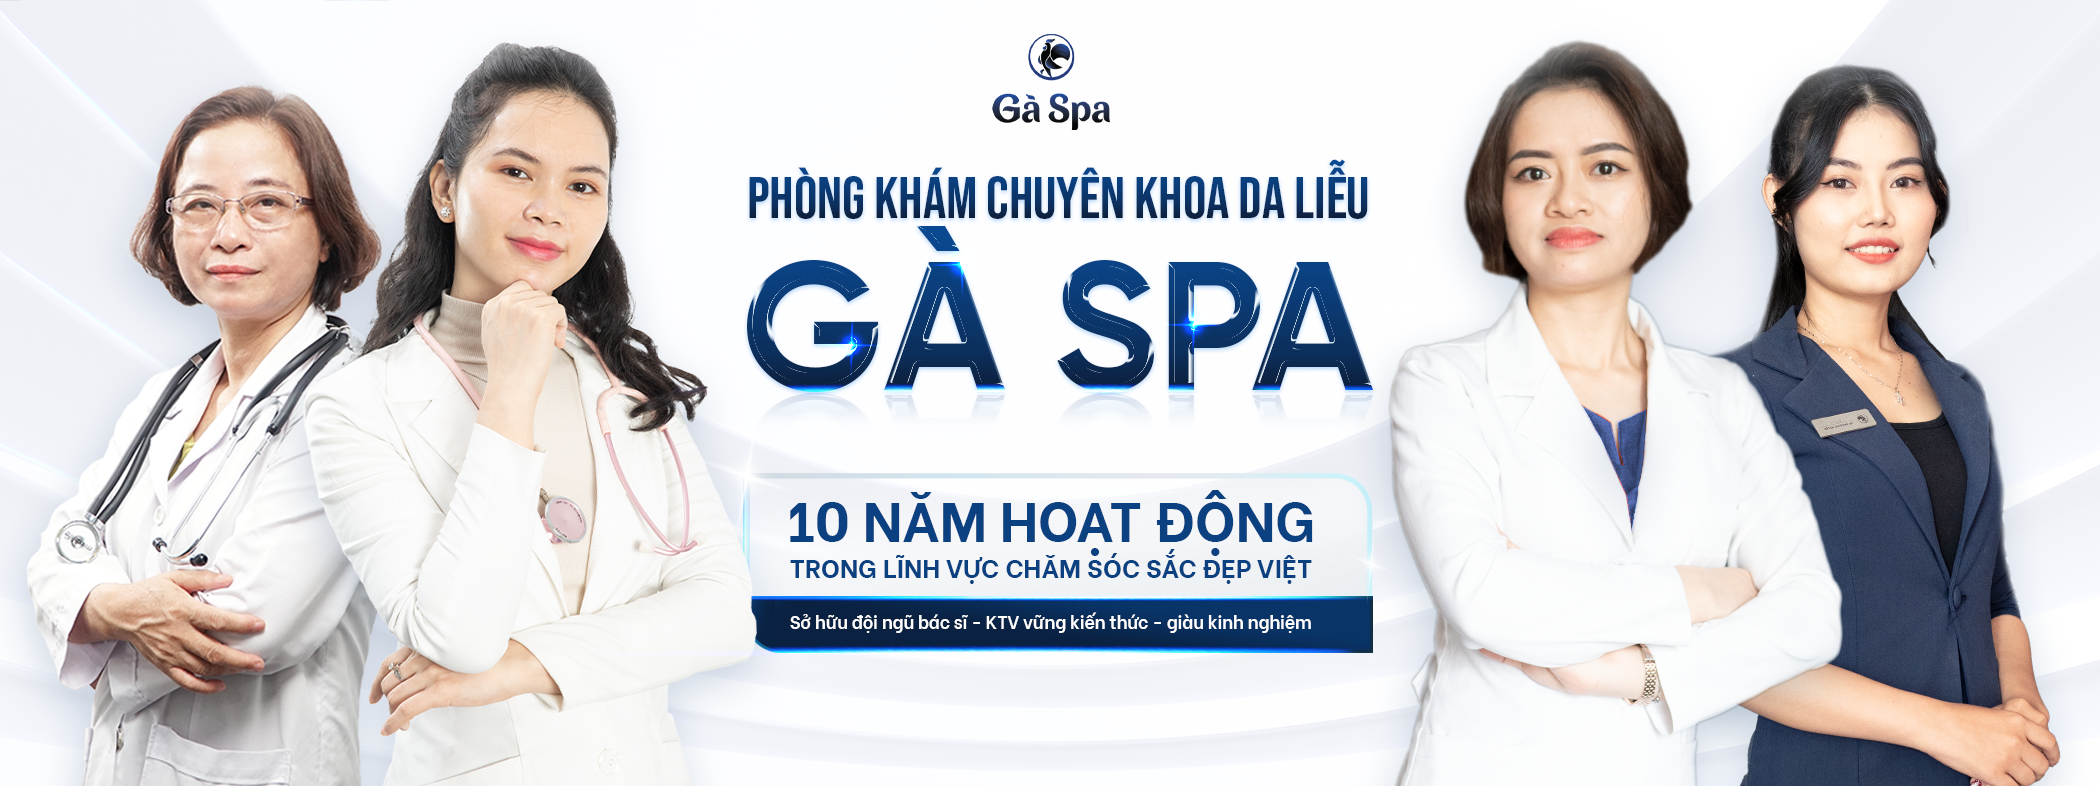 Gà Spa
PHÒNG KHÁM CHUYÊN KHOA DA LIỄU
GÀ SPA
10 NĂM HOẠT ĐỘNG
TRONG LĨNH VỰC CHĂM SÓC SẮC ĐẸP VIỆT
Sở hữu đội ngũ bác sĩ - KTV vững kiến thức - giàu kinh nghiệm